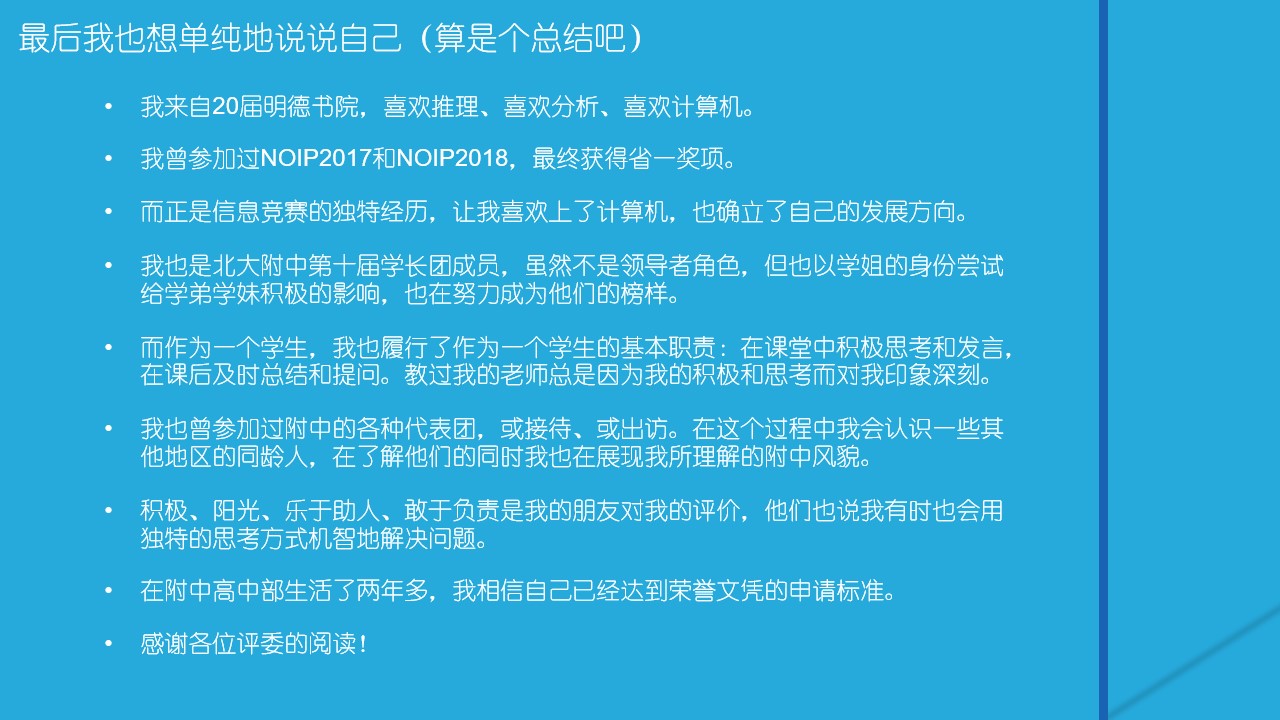 最后我也想单纯地说说自己（算是个总结吧）
• 我来自20届明德书院，喜欢推理、喜欢分析、喜欢计算机。
• 我曾参加过NOIP2017和NOIP2018，最终获得省一奖项。
• 而正是信息竞赛的独特经历，让我喜欢上了计算机，也确立了自己的发展方向。
• 我也是北大附中第十届学长团成员，虽然不是领导者角色，但也以学姐的身份尝试
给学弟学妹积极的影响，也在努力成为他们的榜样。
• 而作为一个学生，我也履行了作为一个学生的基本职责：在课堂中积极思考和发言，
在课后及时总结和提问。教过我的老师总是因为我的积极和思考而对我印象深刻。
• 我也曾参加过附中的各种代表团，或接待、或出访。在这个过程中我会认识一些其
他地区的同龄人，在了解他们的同时我也在展现我所理解的附中风貌。
• 积极、阳光、乐于助人、敢于负责是我的朋友对我的评价，他们也说我有时也会用
独特的思考方式机智地解决问题。
• 在附中高中部生活了两年多，我相信自己已经达到荣誉文凭的申请标准。
• 感谢各位评委的阅读！